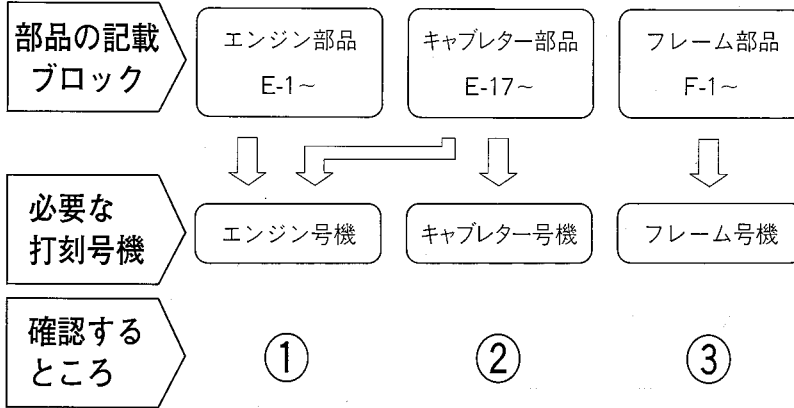 部品の記載
ブロック
エンジン部品
E-1~
キャブレター部品
E-17~
フレーム部品
F-1~
必要な
打刻号機
エンジン号機
キャブレター号機
フレーム号機
確認する
ところ
①
②
③